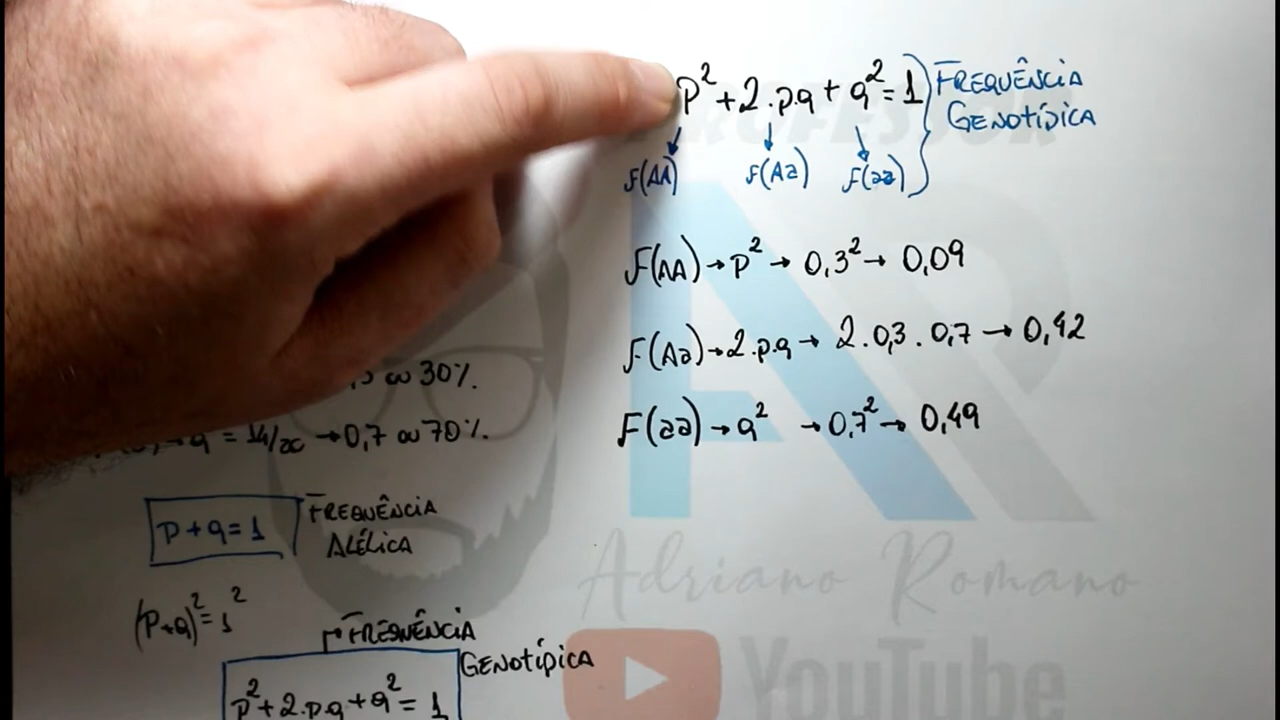 p² + 2.p.q + q² = 1
FREQUÊNCIA
GENOTÍPICA
F(AA) F(Aa) F(aa)
F(AA) → p² → 0,3² → 0,09
F(Aa) → 2.p.q → 2.0,3.0,7 → 0,42
F(aa) → q² → 0,7² → 0,49
ou 30%.
q = 14/20 → 0,7 ou 70%.
p + q = 1
FREQUÊNCIA
ALÉLICA
(p+q)² = 1²
FREQUÊNCIA
GENOTÍPICA
p² + 2.p.q + q² = 1
PROFESSOR
AR
Adriano Romano
YouTube